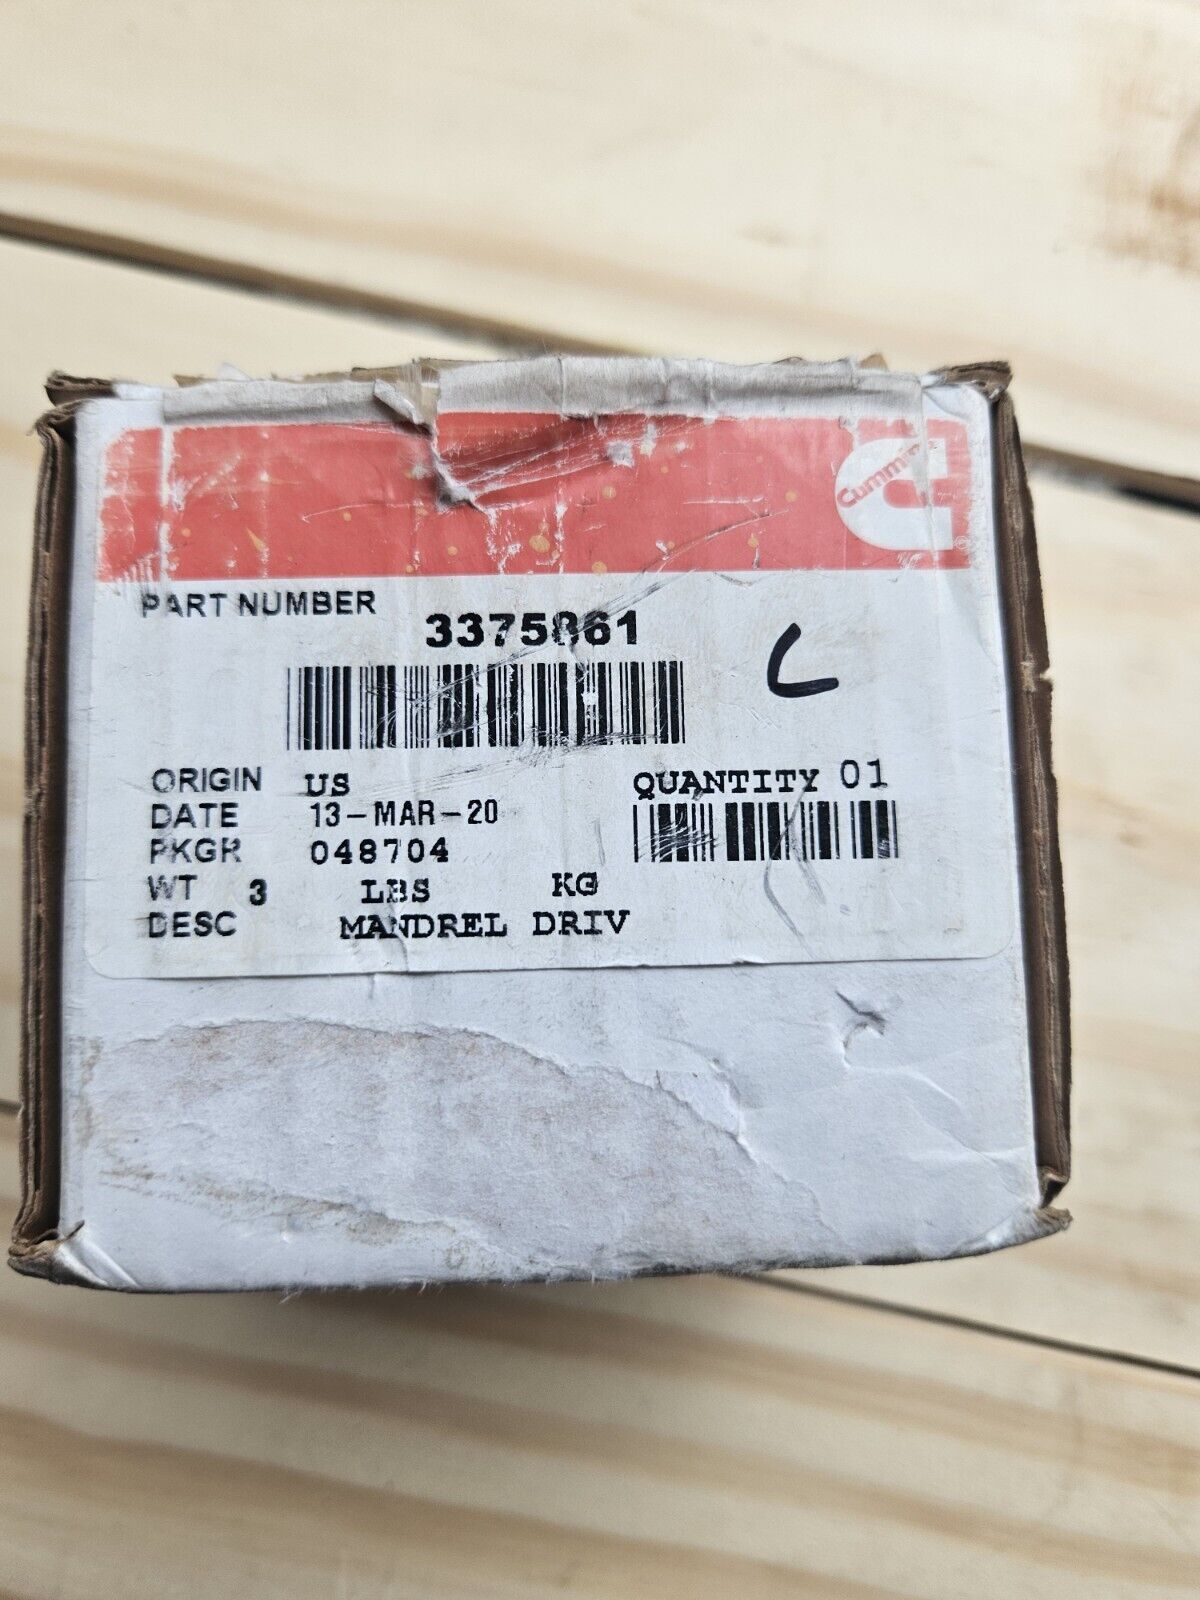 Cummins
®
PART NUMBER
3375861
C
ORIGIN US
QUANTITY 01
DATE 13-MAR-20
PKGR 048704
WT 3 LBS KG
DESC MANDREL DRIV